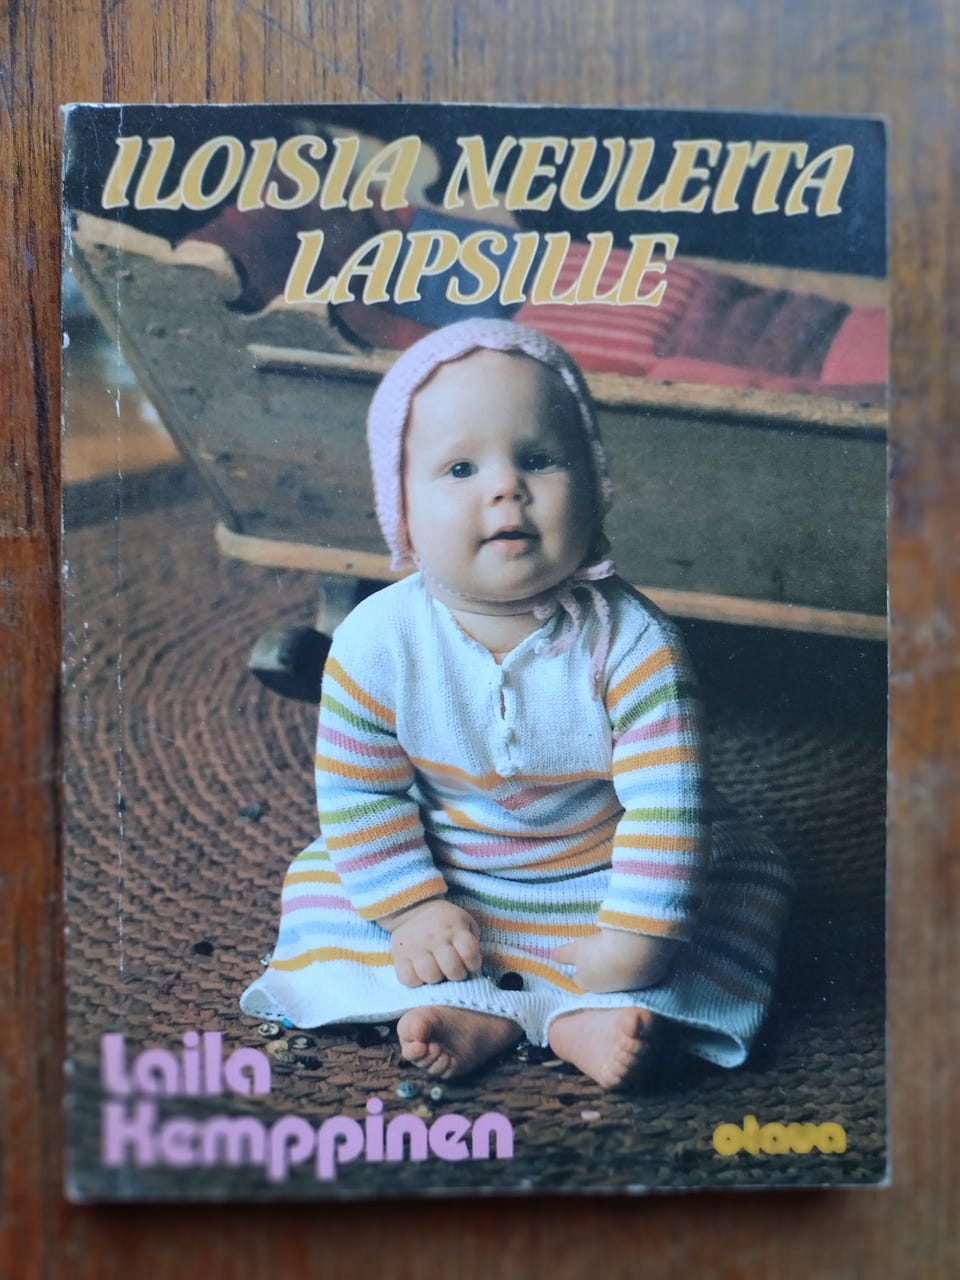 ILOISIA NEULEITA
LAPSILLE
Laila
Kemppinen
otava